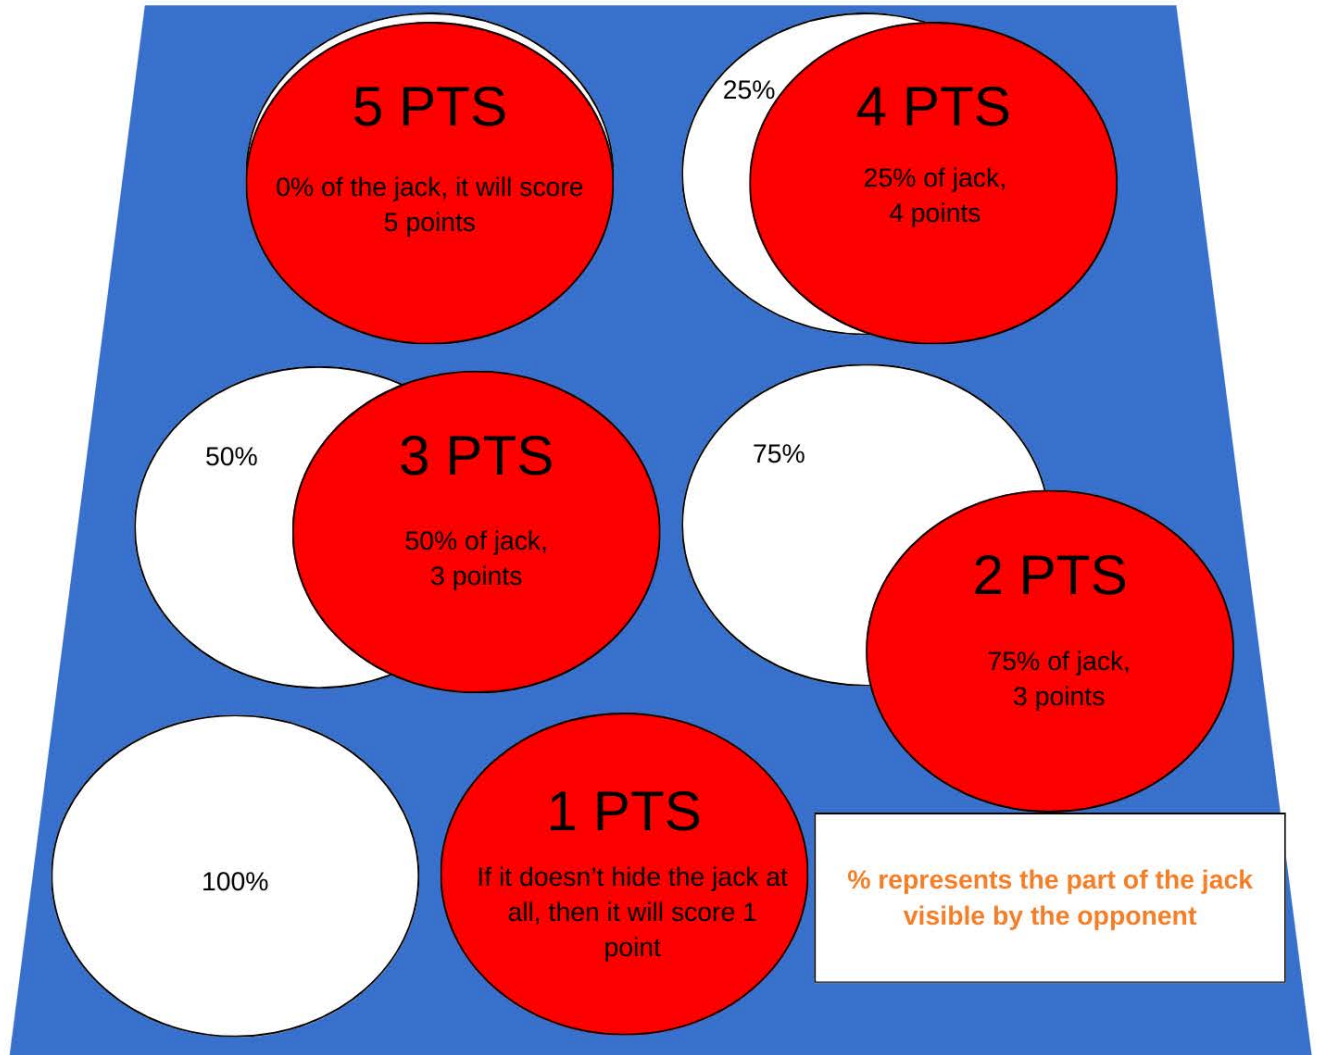 5 PTS
0% of the jack, it will score
5 points
25%
4 PTS
25% of jack,
4 points
50%
3 PTS
50% of jack,
3 points
75%
2 PTS
75% of jack,
3 points
100%
1 PTS
If it doesn't hide the jack at
all, then it will score 1
point
% represents the part of the jack
visible by the opponent